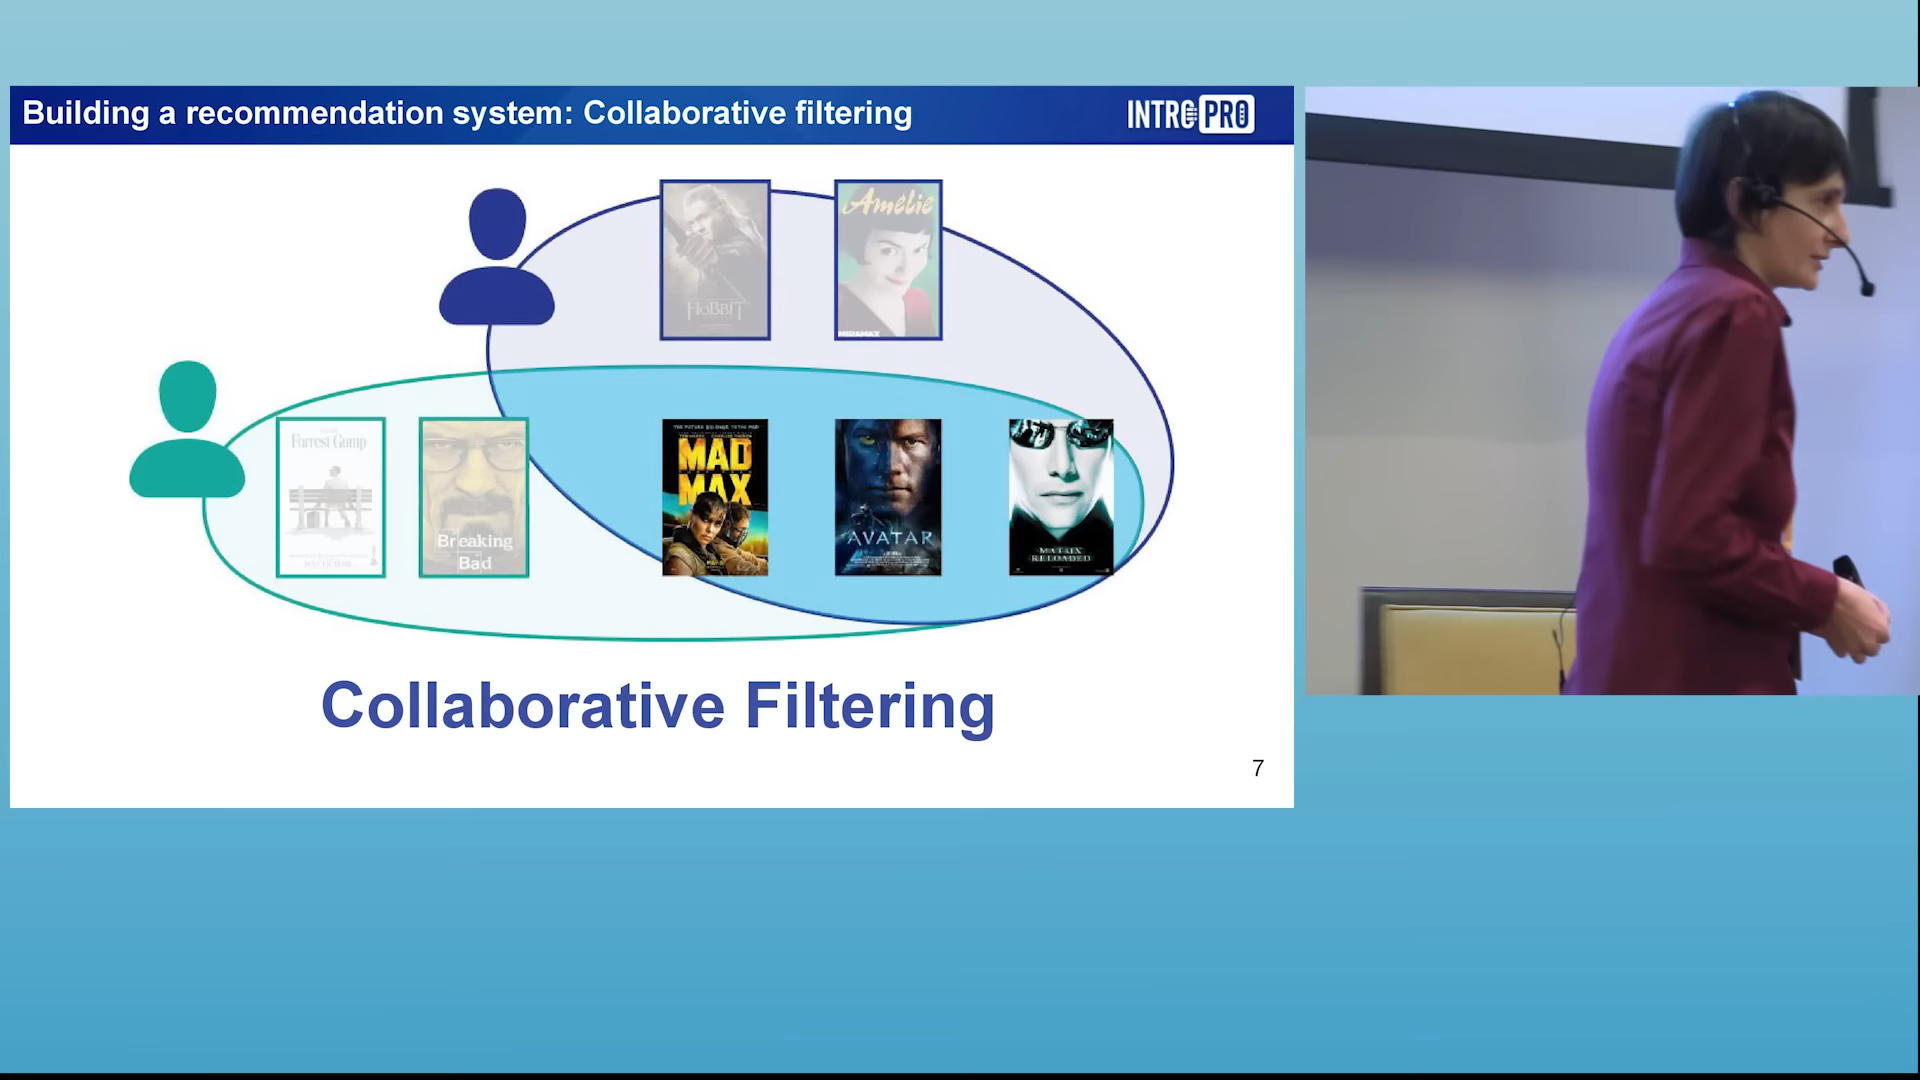 Building a recommendation system: Collaborative filtering
INTRO PRO
HOBBIT
Amélie
MIRAMAX
Forrest Gump
Breaking
Bad
THE FUTURE BELONGS TO THE MAD
MAD
MAX
AVATAR
MATRIX
RELOADED
Collaborative Filtering
7